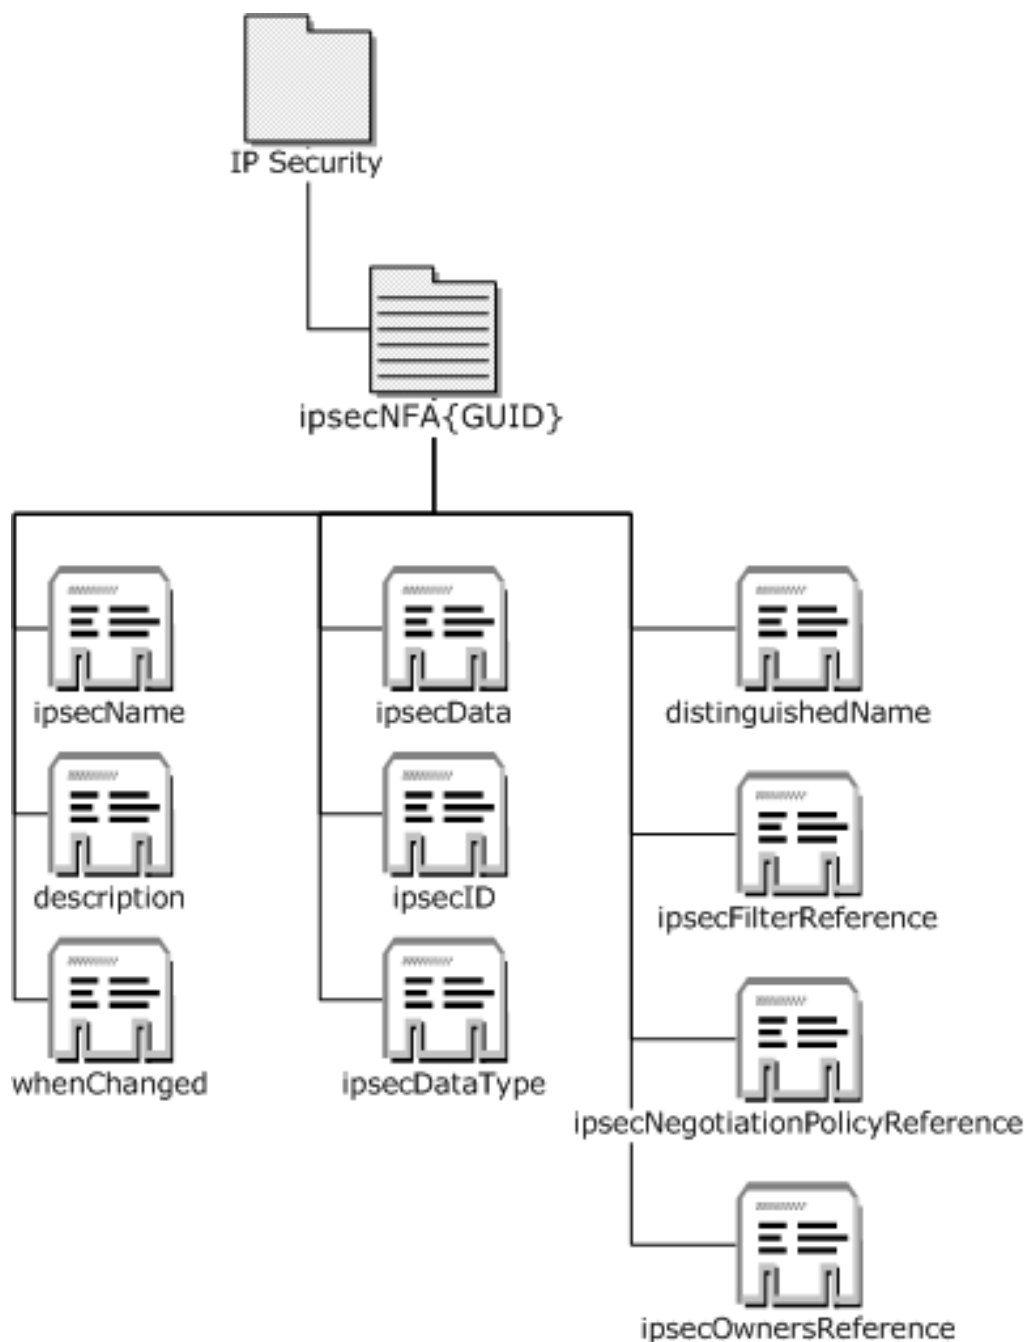 IP Security
ipsecNFA{GUID}
ipsecName
ipsecData
distinguishedName
description
ipsecID
ipsecFilterReference
whenChanged
ipsecDataType
ipsecNegotiationPolicyReference
ipsecOwnersReference